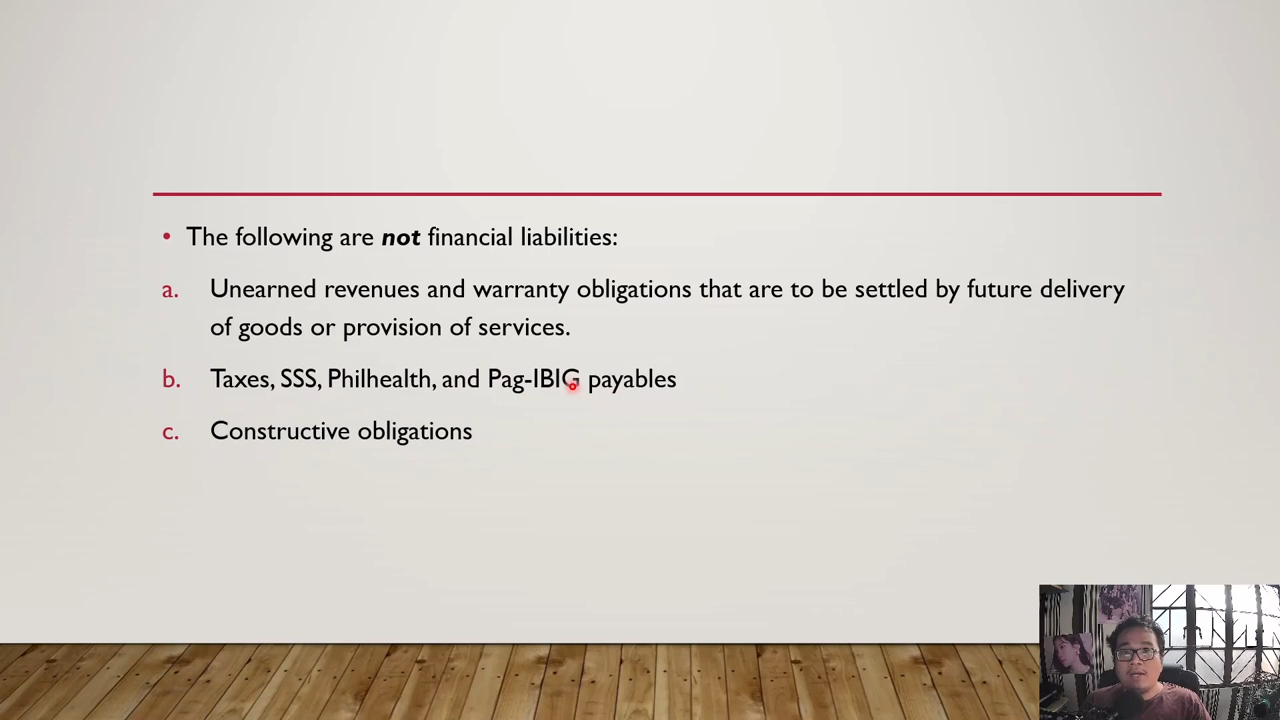 • The following are not financial liabilities:
a. Unearned revenues and warranty obligations that are to be settled by future delivery
of goods or provision of services.
b. Taxes, SSS, Philhealth, and Pag-IBIG payables
c. Constructive obligations